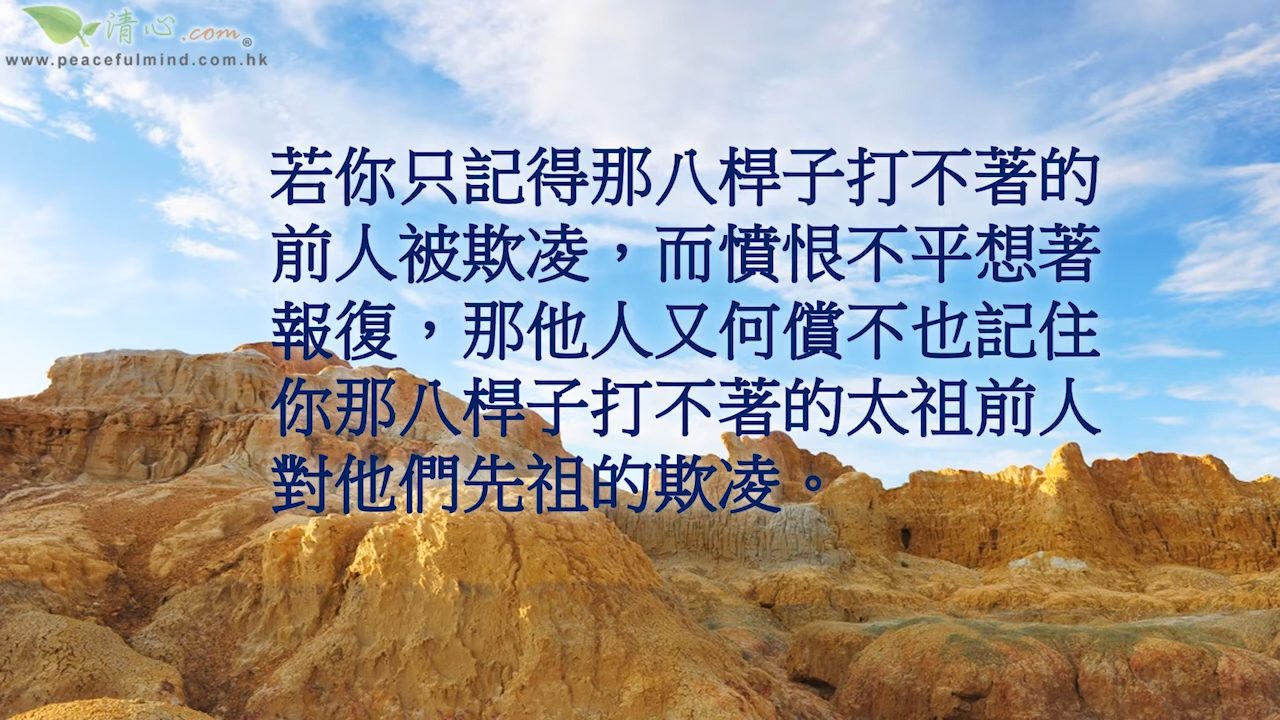 清心.com®
www.peacefulmind.com.hk
若你只記得那八桿子打不著的
前人被欺凌，而憤恨不平想著
報復，那他人又何償不也記住
你那八桿子打不著的太祖前人
對他們先祖的欺凌。